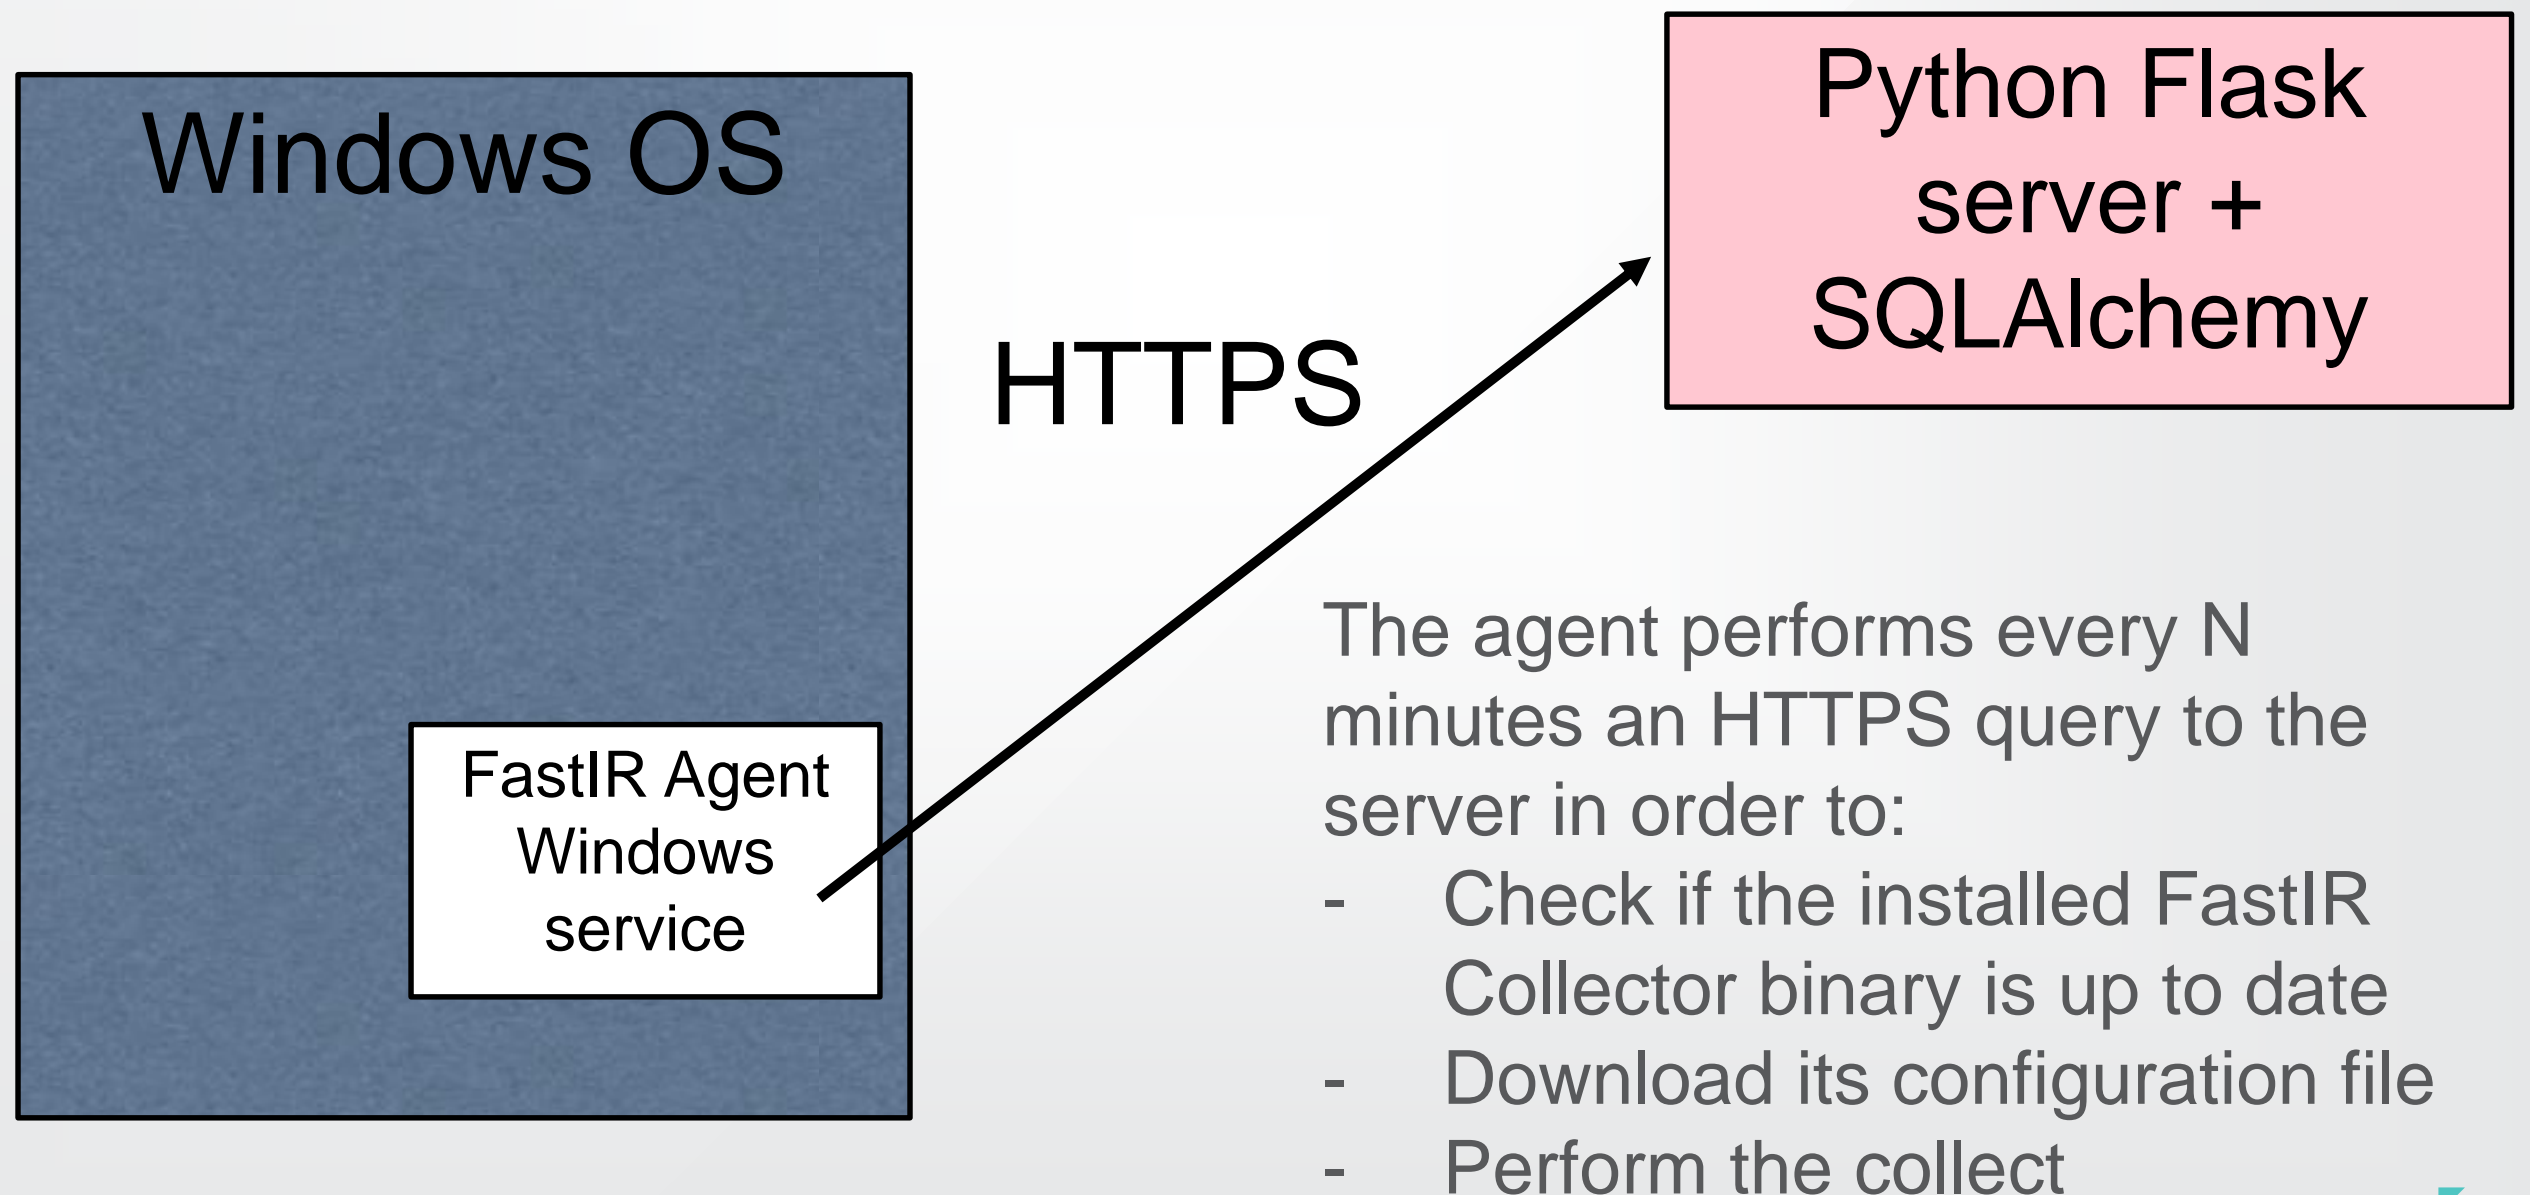 Windows OS
FastIR Agent
Windows
service
HTTPS
Python Flask
server +
SQLAlchemy
The agent performs every N
minutes an HTTPS query to the
server in order to:
- Check if the installed FastIR
Collector binary is up to date
- Download its configuration file
- Perform the collect